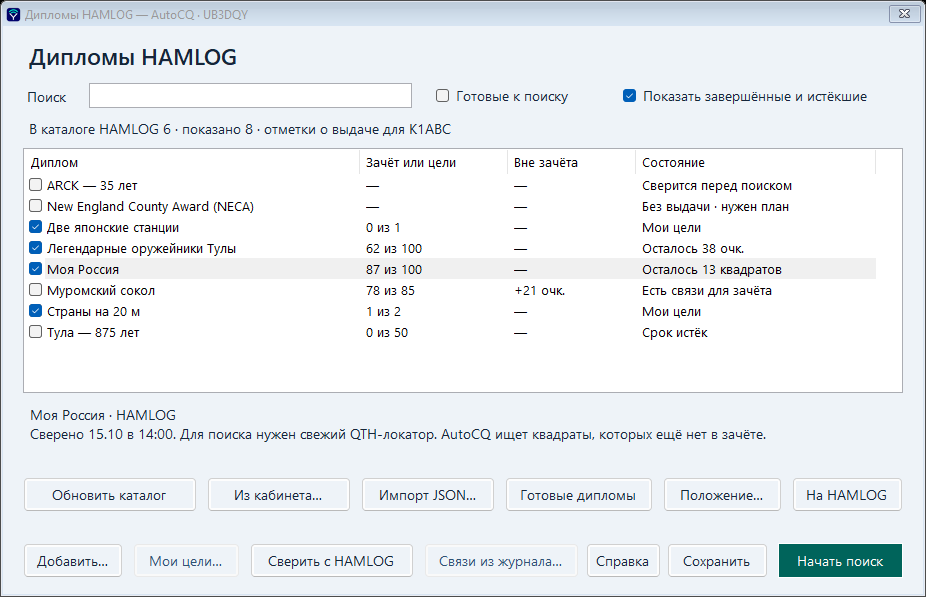 Дипломы HAMLOG — AutoCQ · UB3DQY
Дипломы HAMLOG
Поиск
Готовые к поиску
Показать завершённые и истёкшие
В каталоге HAMLOG 6 · показано 8 · отметки о выдаче для K1ABC
Диплом Зачёт или цели Вне зачёта Состояние
ARCK — 35 лет — — Сверится перед поиском
New England County Award (NECA) — — Без выдачи · нужен план
Две японские станции 0 из 1 — Мои цели
Легендарные оружейники Тулы 62 из 100 — Осталось 38 очк.
Моя Россия 87 из 100 — Осталось 13 квадратов
Муромский сокол 78 из 85 +21 очк. Есть связи для зачёта
Страны на 20 м 1 из 2 — Мои цели
Тула — 875 лет 0 из 50 — Срок истёк
Моя Россия · HAMLOG
Сверено 15.10 в 14:00. Для поиска нужен свежий QTH-локатор. AutoCQ ищет квадраты, которых ещё нет в зачёте.
Обновить каталог Из кабинета... Импорт JSON... Готовые дипломы Положение... На HAMLOG
Добавить... Мои цели... Сверить с HAMLOG Связи из журнала... Справка Сохранить Начать поиск